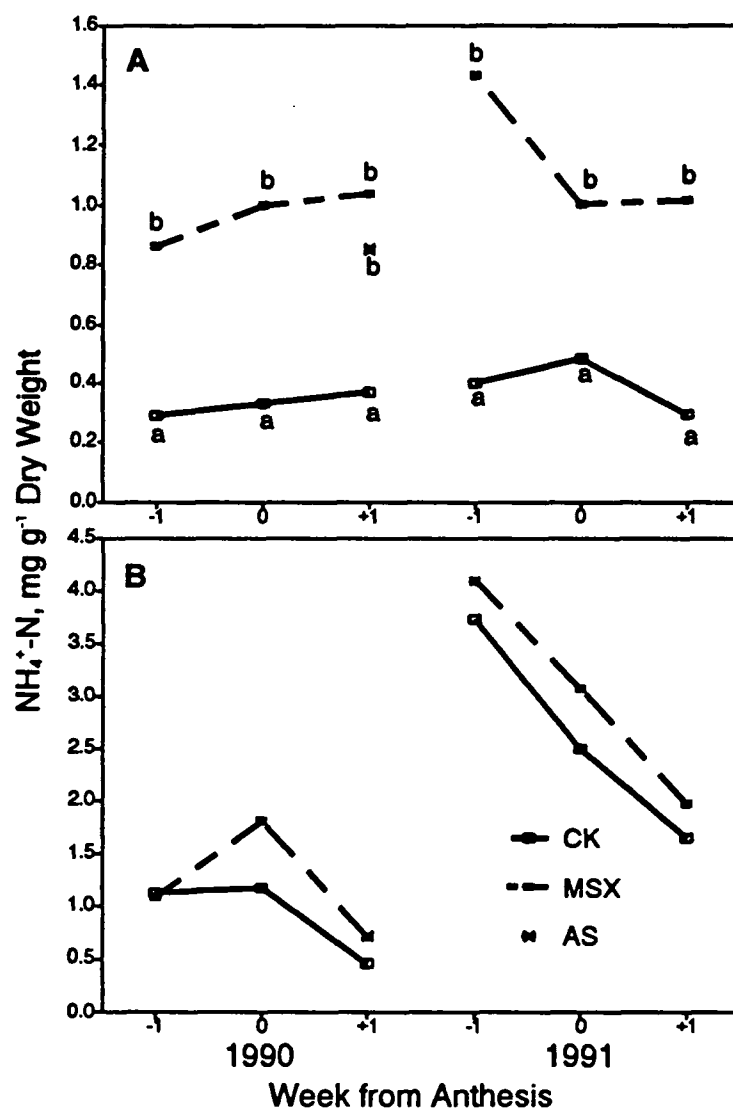 NH₄⁺-N, mg g⁻¹ Dry Weight
1.6
1.4
1.2
1.0
0.8
0.6
0.4
0.2
0.0
A
b
b
b
b
b
b
b
a
a
a
a
a
a
-1 0 +1 -1 0 +1
4.5
4.0
3.5
3.0
2.5
2.0
1.5
1.0
0.5
0.0
B
CK
MSX
AS
-1 0 +1 -1 0 +1
1990 1991
Week from Anthesis